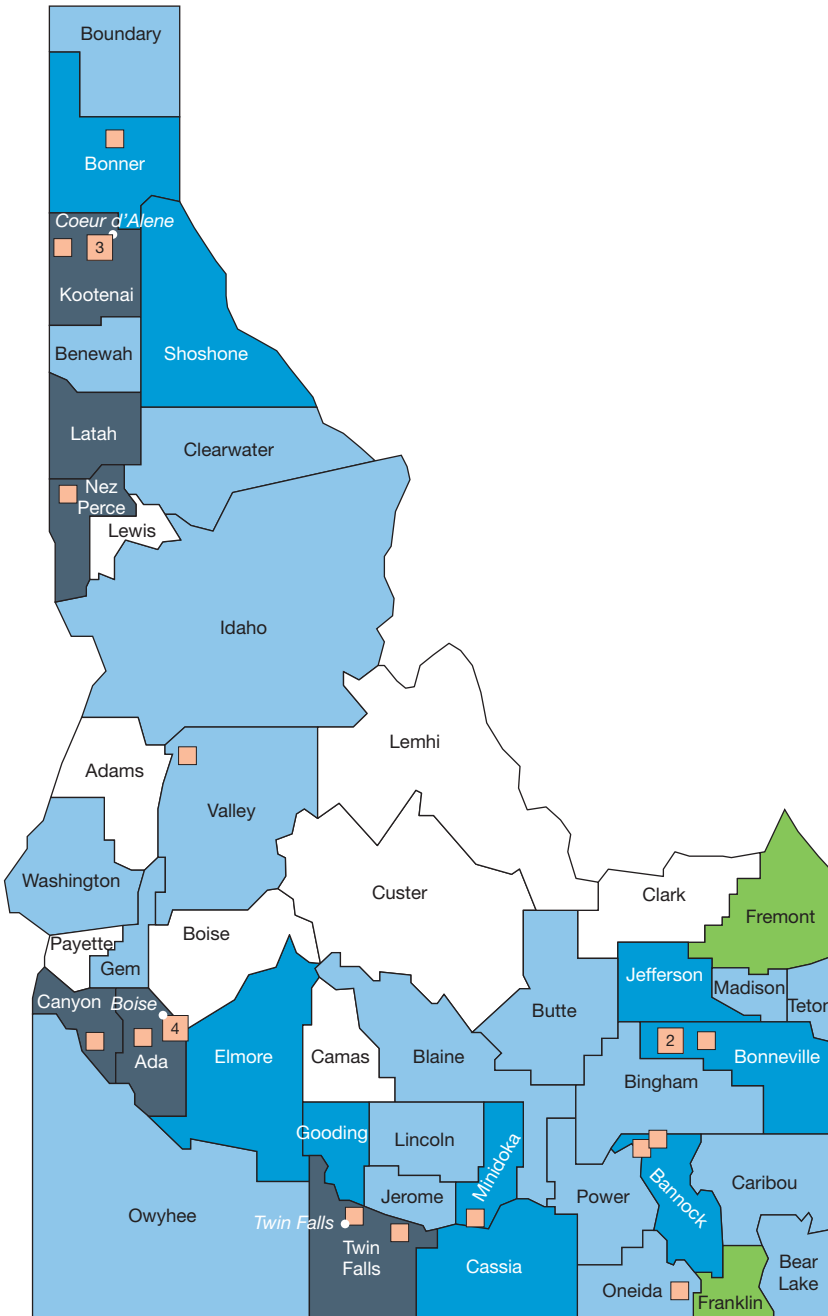 Boundary
Bonner
Coeur d'Alene
3
Kootenai
Benewah
Shoshone
Latah
Clearwater
Nez
Perce
Lewis
Idaho
Lemhi
Adams
Valley
Washington
Custer
Clark
Fremont
Payette
Boise
Gem
Jefferson
Madison
Teton
Canyon
Boise
4
Ada
Elmore
Camas
Blaine
Butte
2
Bonneville
Bingham
Gooding
Lincoln
Minidoka
Jerome
Power
Bannock
Caribou
Owyhee
Twin Falls
Twin
Falls
Cassia
Oneida
Franklin
Bear
Lake